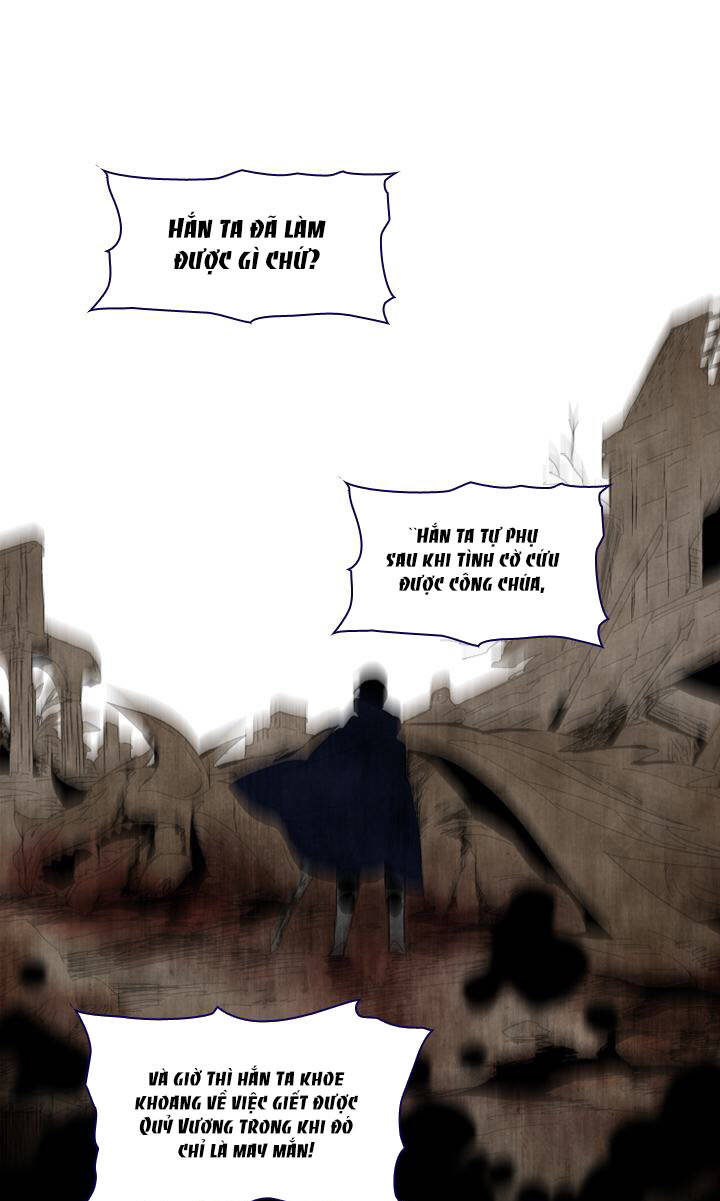 HẮN TA ĐÃ LÀM
ĐƯỢC GÌ CHỨ?
"HẮN TA TỰ PHỤ
SAU KHI TÌNH CỜ CỨU
ĐƯỢC CÔNG CHÚA,
VÀ GIỜ THÌ HẮN TA KHOE
KHOANG VỀ VIỆC GIẾT ĐƯỢC
QUỶ VƯƠNG TRONG KHI ĐÓ
CHỈ LÀ MAY MẮN!